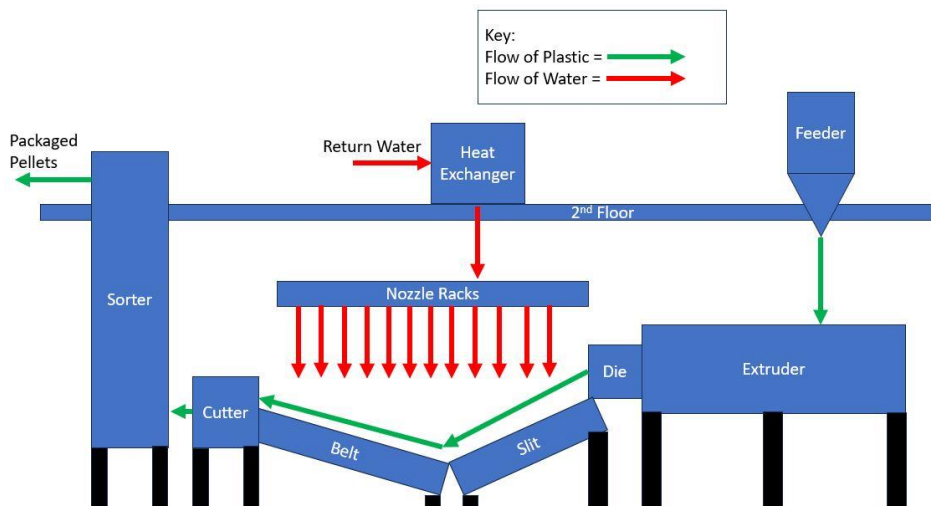 Key:
Flow of Plastic =
Flow of Water =
Packaged
Pellets
Return Water
Heat
Exchanger
Feeder
2nd Floor
Sorter
Nozzle Racks
Die
Extruder
Cutter
Belt
Slit